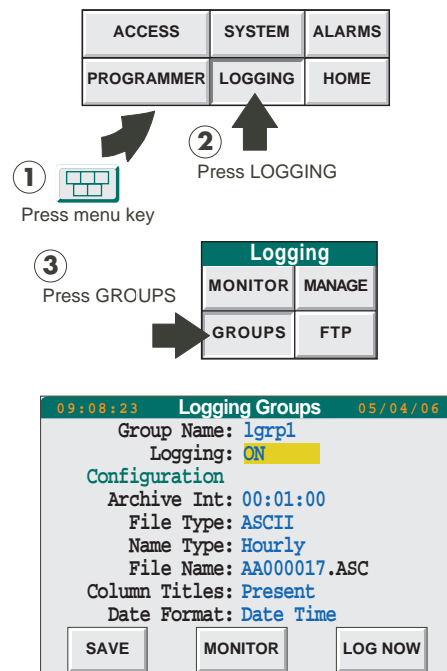 ACCESS SYSTEM ALARMS
PROGRAMMER LOGGING HOME
2
Press LOGGING
1
Press menu key
3
Press GROUPS
Logging
MONITOR MANAGE
GROUPS FTP
09:08:23 Logging Groups 05/04/06
Group Name: lgrp1
Logging: ON
Configuration
Archive Int: 00:01:00
File Type: ASCII
Name Type: Hourly
File Name: AA000017.ASC
Column Titles: Present
Date Format: Date Time
SAVE MONITOR LOG NOW